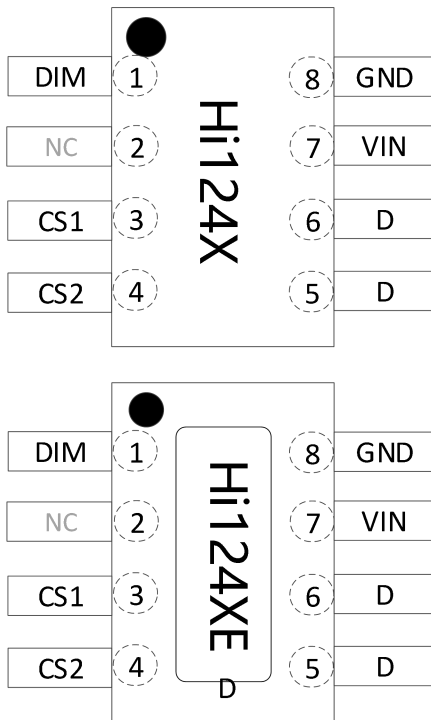 DIM 1 8 GND
NC 2 7 VIN
CS1 3 6 D
CS2 4 5 D
Hi124X
DIM 1 8 GND
NC 2 7 VIN
CS1 3 6 D
CS2 4 5 D
Hi124XE
D